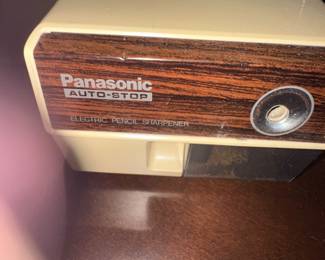 Panasonic
AUTO-STOP
ELECTRIC PENCIL SHARPENER